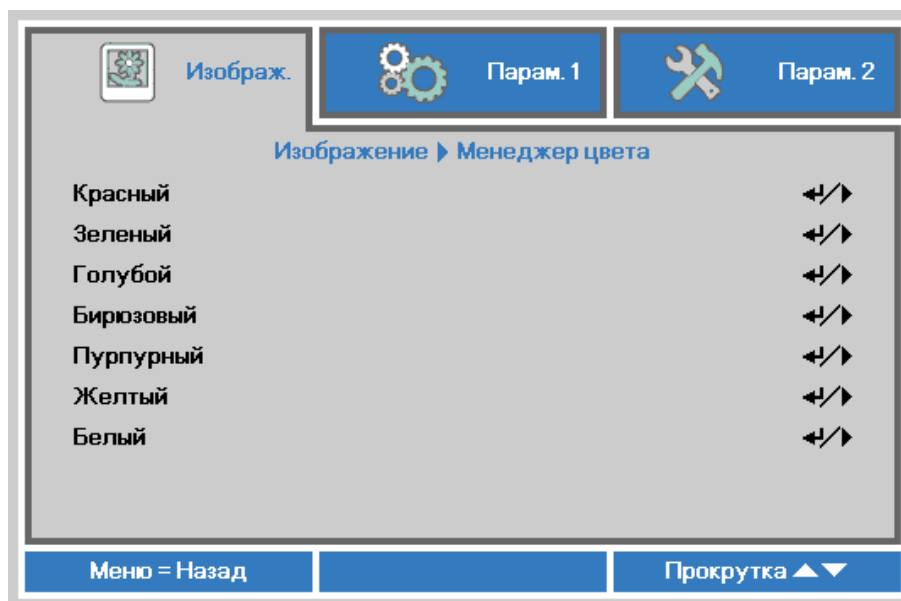 Изображ. Парам. 1 Парам. 2
Изображение Менеджер цвета
Красный
Зеленый
Голубой
Бирюзовый
Пурпурный
Желтый
Белый
Меню = Назад Прокрутка